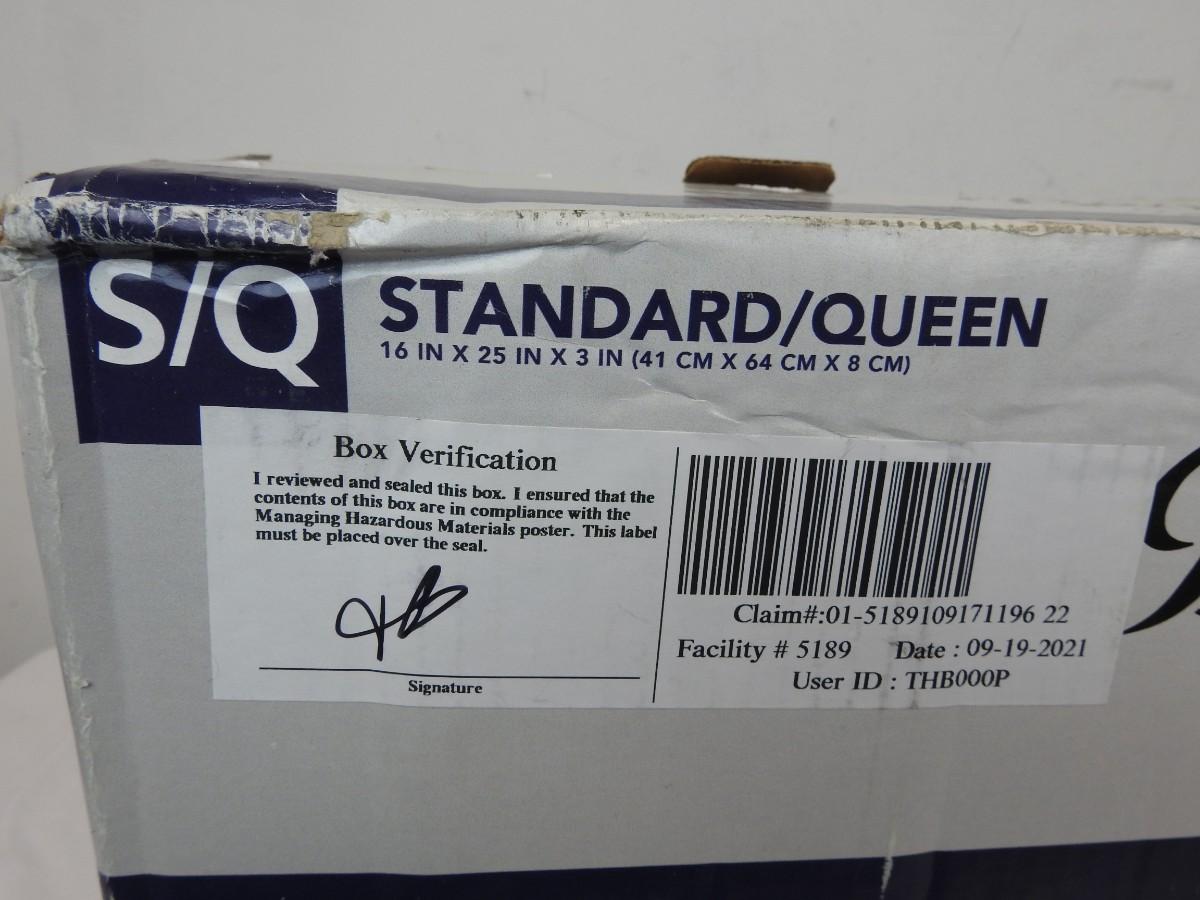 S/Q
STANDARD/QUEEN
16 IN X 25 IN X 3 IN (41 CM X 64 CM X 8 CM)
Box Verification
I reviewed and sealed this box. I ensured that the
contents of this box are in compliance with the
Managing Hazardous Materials poster. This label
must be placed over the seal.
Signature
Claim#:01-5189109171196 22
Facility # 5189 Date : 09-19-2021
User ID : THB000P